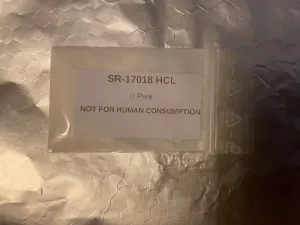 SR-17018 HCL
NOT FOR HUMAN CONSUMPTION